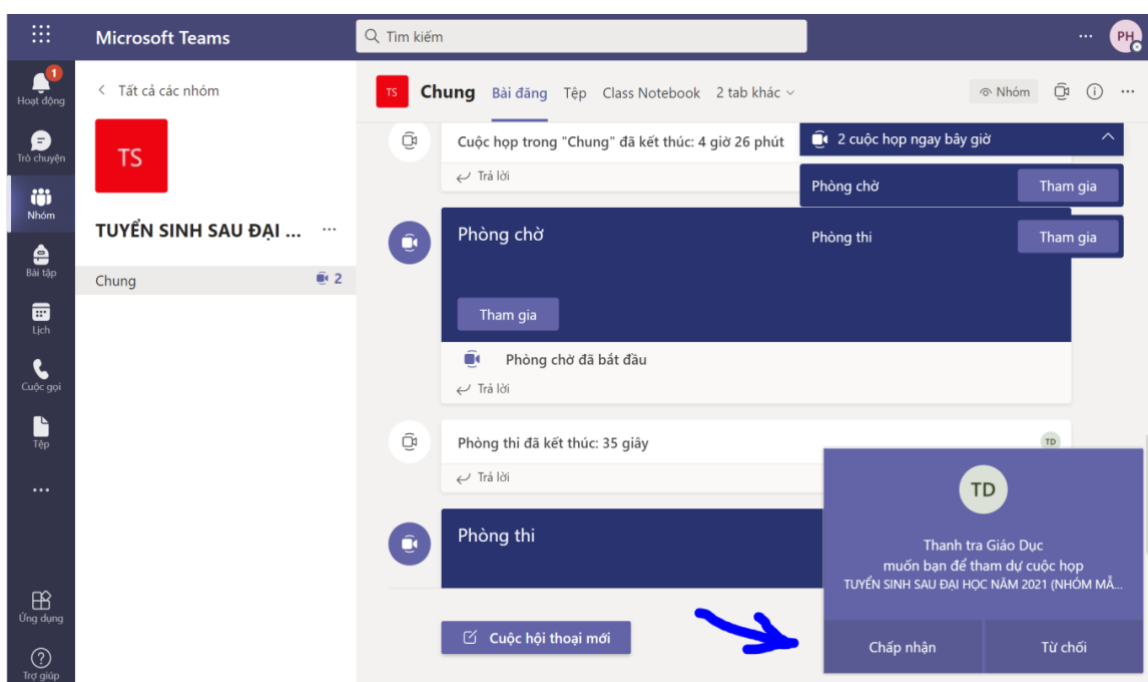 Microsoft Teams
Tìm kiếm
PH
1
Hoạt động
Trò chuyện
Nhóm
Bài tập
Lịch
Cuộc gọi
Tệp
Ứng dụng
Trợ giúp
Tất cả các nhóm
TS
TUYỂN SINH SAU ĐẠI ...
Chung
2
TS
Chung Bài đăng Tệp Class Notebook 2 tab khác
Nhóm
Cuộc họp trong "Chung" đã kết thúc: 4 giờ 26 phút
Trả lời
2 cuộc họp ngay bây giờ
Phòng chờ Tham gia
Phòng thi Tham gia
Phòng chờ
Tham gia
Phòng chờ đã bắt đầu
Trả lời
Phòng thi đã kết thúc: 35 giây
TD
Trả lời
Phòng thi
Cuộc hội thoại mới
TD
Thanh tra Giáo Dục
muốn bạn để tham dự cuộc họp
TUYỂN SINH SAU ĐẠI HỌC NĂM 2021 (NHÓM MẪ...
Chấp nhận Từ chối